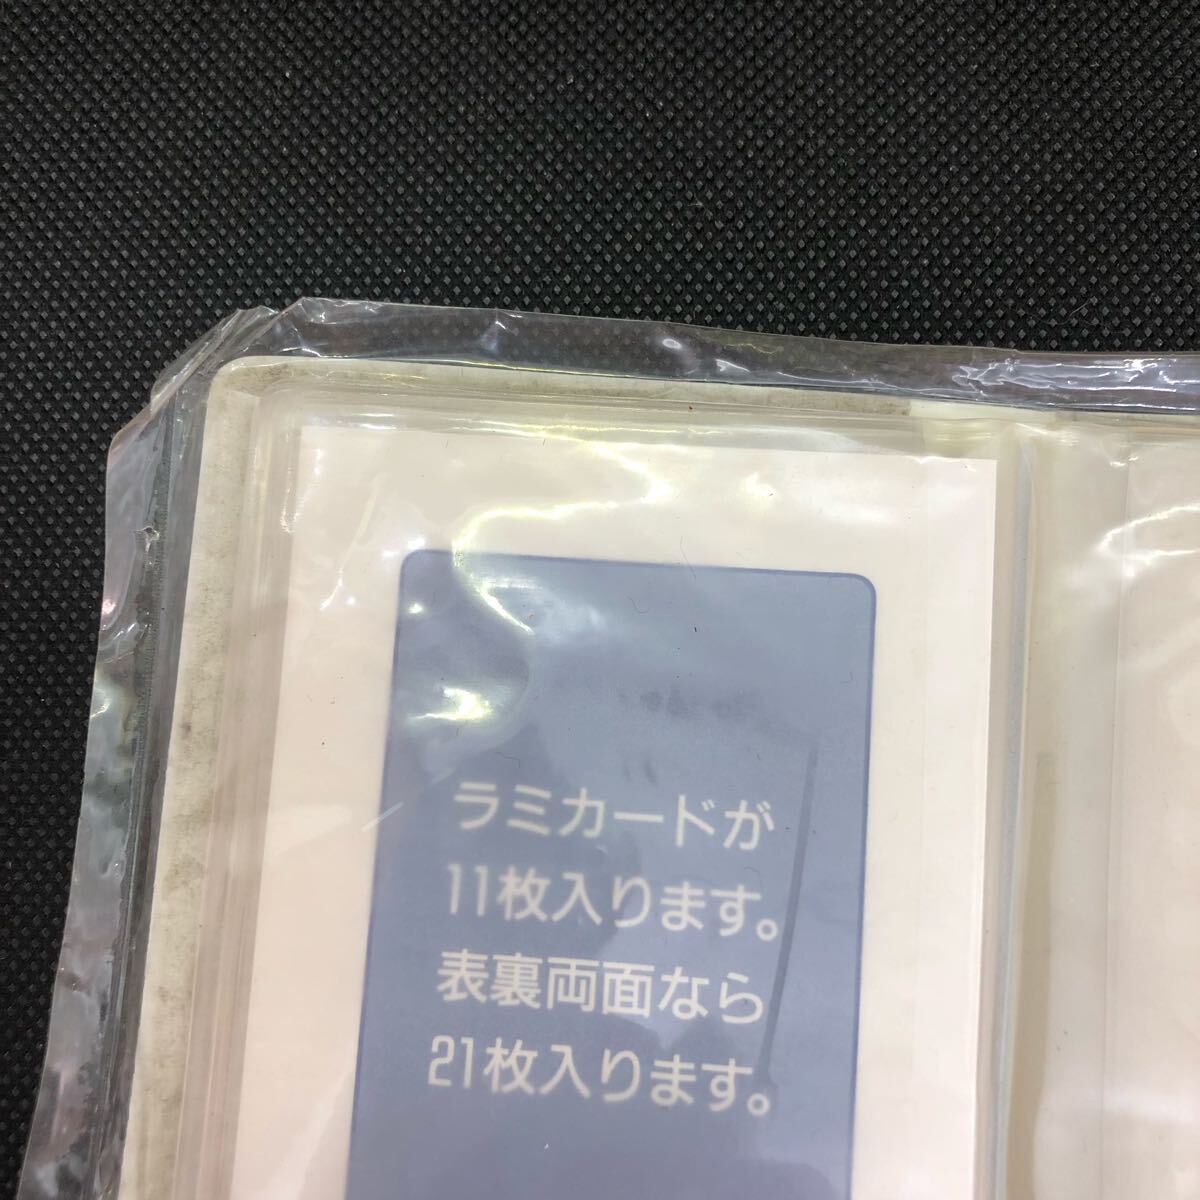 ラミカードが
11枚入ります。
表裏両面なら
21枚入ります。